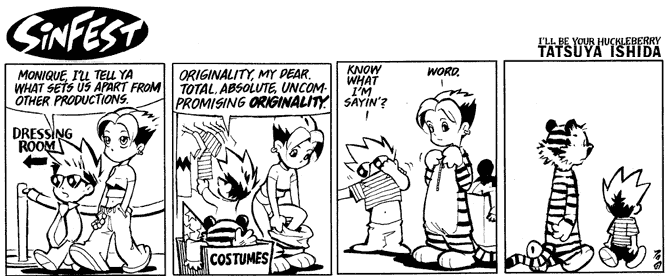 SINFEST
I'LL BE YOUR HUCKLEBERRY
TATSUYA ISHIDA
MONIQUE, I'LL TELL YA
WHAT SETS US APART FROM
OTHER PRODUCTIONS.
DRESSING
ROOM
ORIGINALITY, MY DEAR.
TOTAL, ABSOLUTE, UNCOM-
PROMISING ORIGINALITY.
COSTUMES
KNOW
WHAT
I'M
SAYIN'?
WORD.